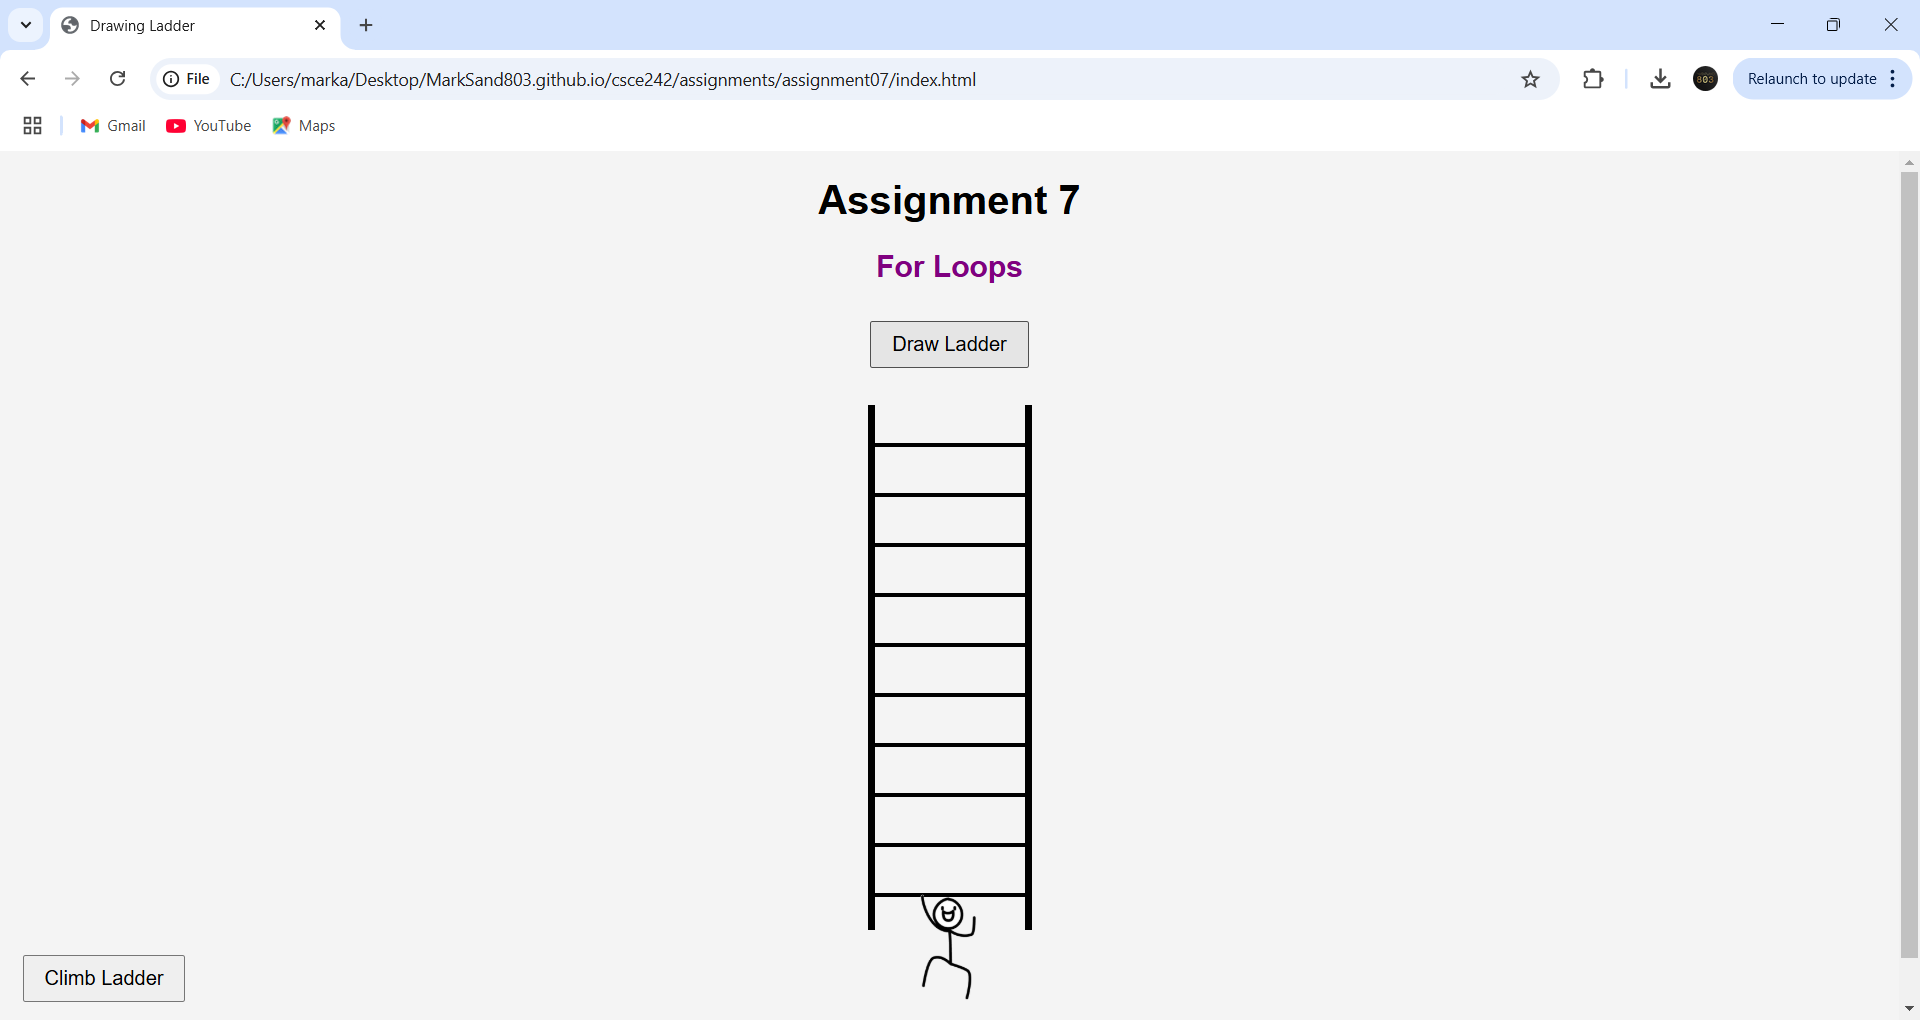 Drawing Ladder
File C:/Users/marka/Desktop/MarkSand803.github.io/csce242/assignments/assignment07/index.html 803 Relaunch to update
Gmail YouTube Maps
Assignment 7
For Loops
Draw Ladder
Climb Ladder